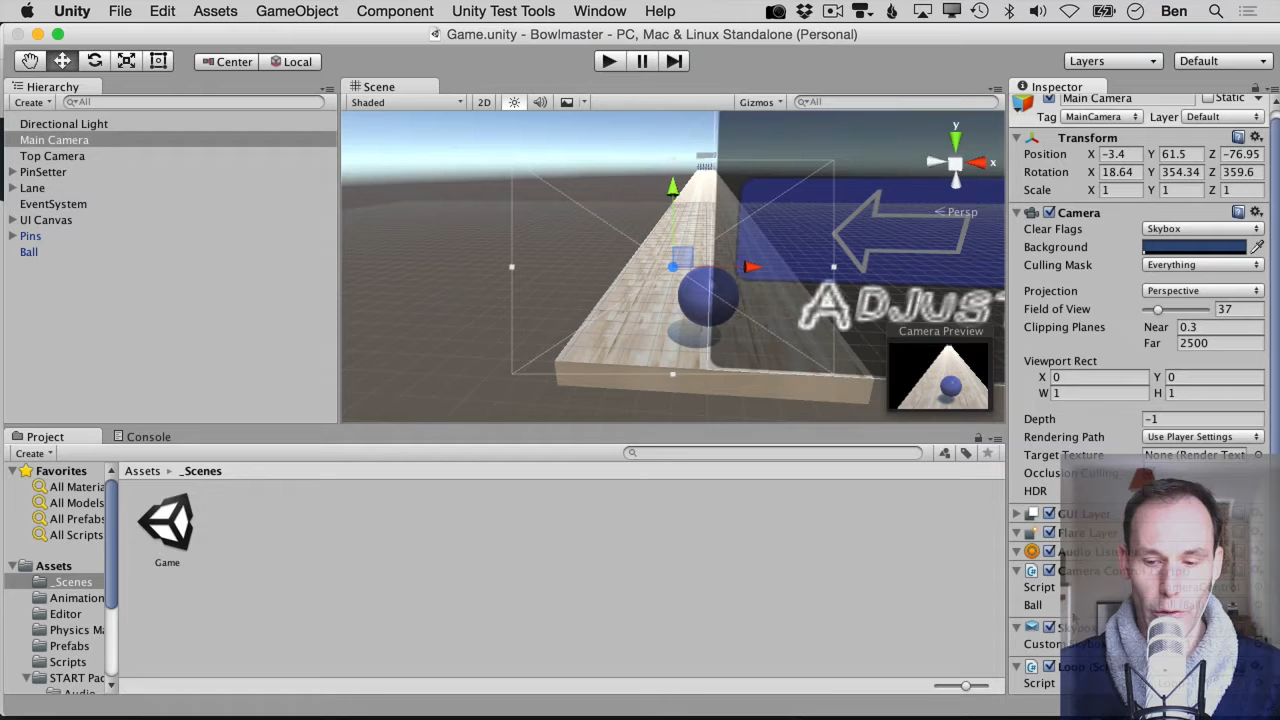 Unity File Edit Assets GameObject Component Unity Test Tools Window Help Ben
Game.unity - Bowlmaster - PC, Mac & Linux Standalone (Personal)
Center Local Layers Default
Hierarchy
Create All
Directional Light
Main Camera
Top Camera
PinSetter
Lane
EventSystem
UI Canvas
Pins
Ball
Scene
Shaded 2D Gizmos All
y
x
Persp
ADJUST
Camera Preview
Inspector
Main Camera Static
Tag MainCamera Layer Default
Transform
Position X -3.4 Y 61.5 Z -76.95
Rotation X 18.64 Y 354.34 Z 359.6
Scale X 1 Y 1 Z 1
Camera
Clear Flags Skybox
Background
Culling Mask Everything
Projection Perspective
Field of View 37
Clipping Planes Near 0.3
Far 2500
Viewport Rect
X 0 Y 0
W 1 H 1
Depth -1
Rendering Path Use Player Settings
Target Texture None (Render Text
Occlusion Culling
HDR
GUI Layer
Flare Layer
Audio Listen
Camera Control
Script CameraControl
Ball
Skybox
Custom Skybox
Loop (Sc
Script
Project Console
Create
Favorites
All Materia
All Models
All Prefabs
All Scripts
Assets
_Scenes
Animation
Editor
Physics Ma
Prefabs
Scripts
START Pac
Audio
Assets _Scenes
Game